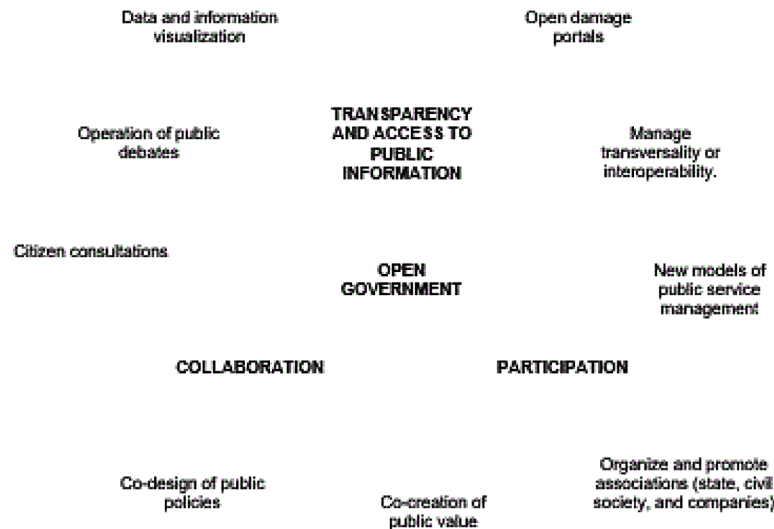 Data and information
visualization
Open damage
portals
TRANSPARENCY
AND ACCESS TO
PUBLIC
INFORMATION
Operation of public
debates
Manage
transversality or
interoperability.
Citizen consultations
OPEN
GOVERNMENT
New models of
public service
management
COLLABORATION
PARTICIPATION
Co-design of public
policies
Co-creation of
public value
Organize and promote
associations (state, civil
society, and companies)